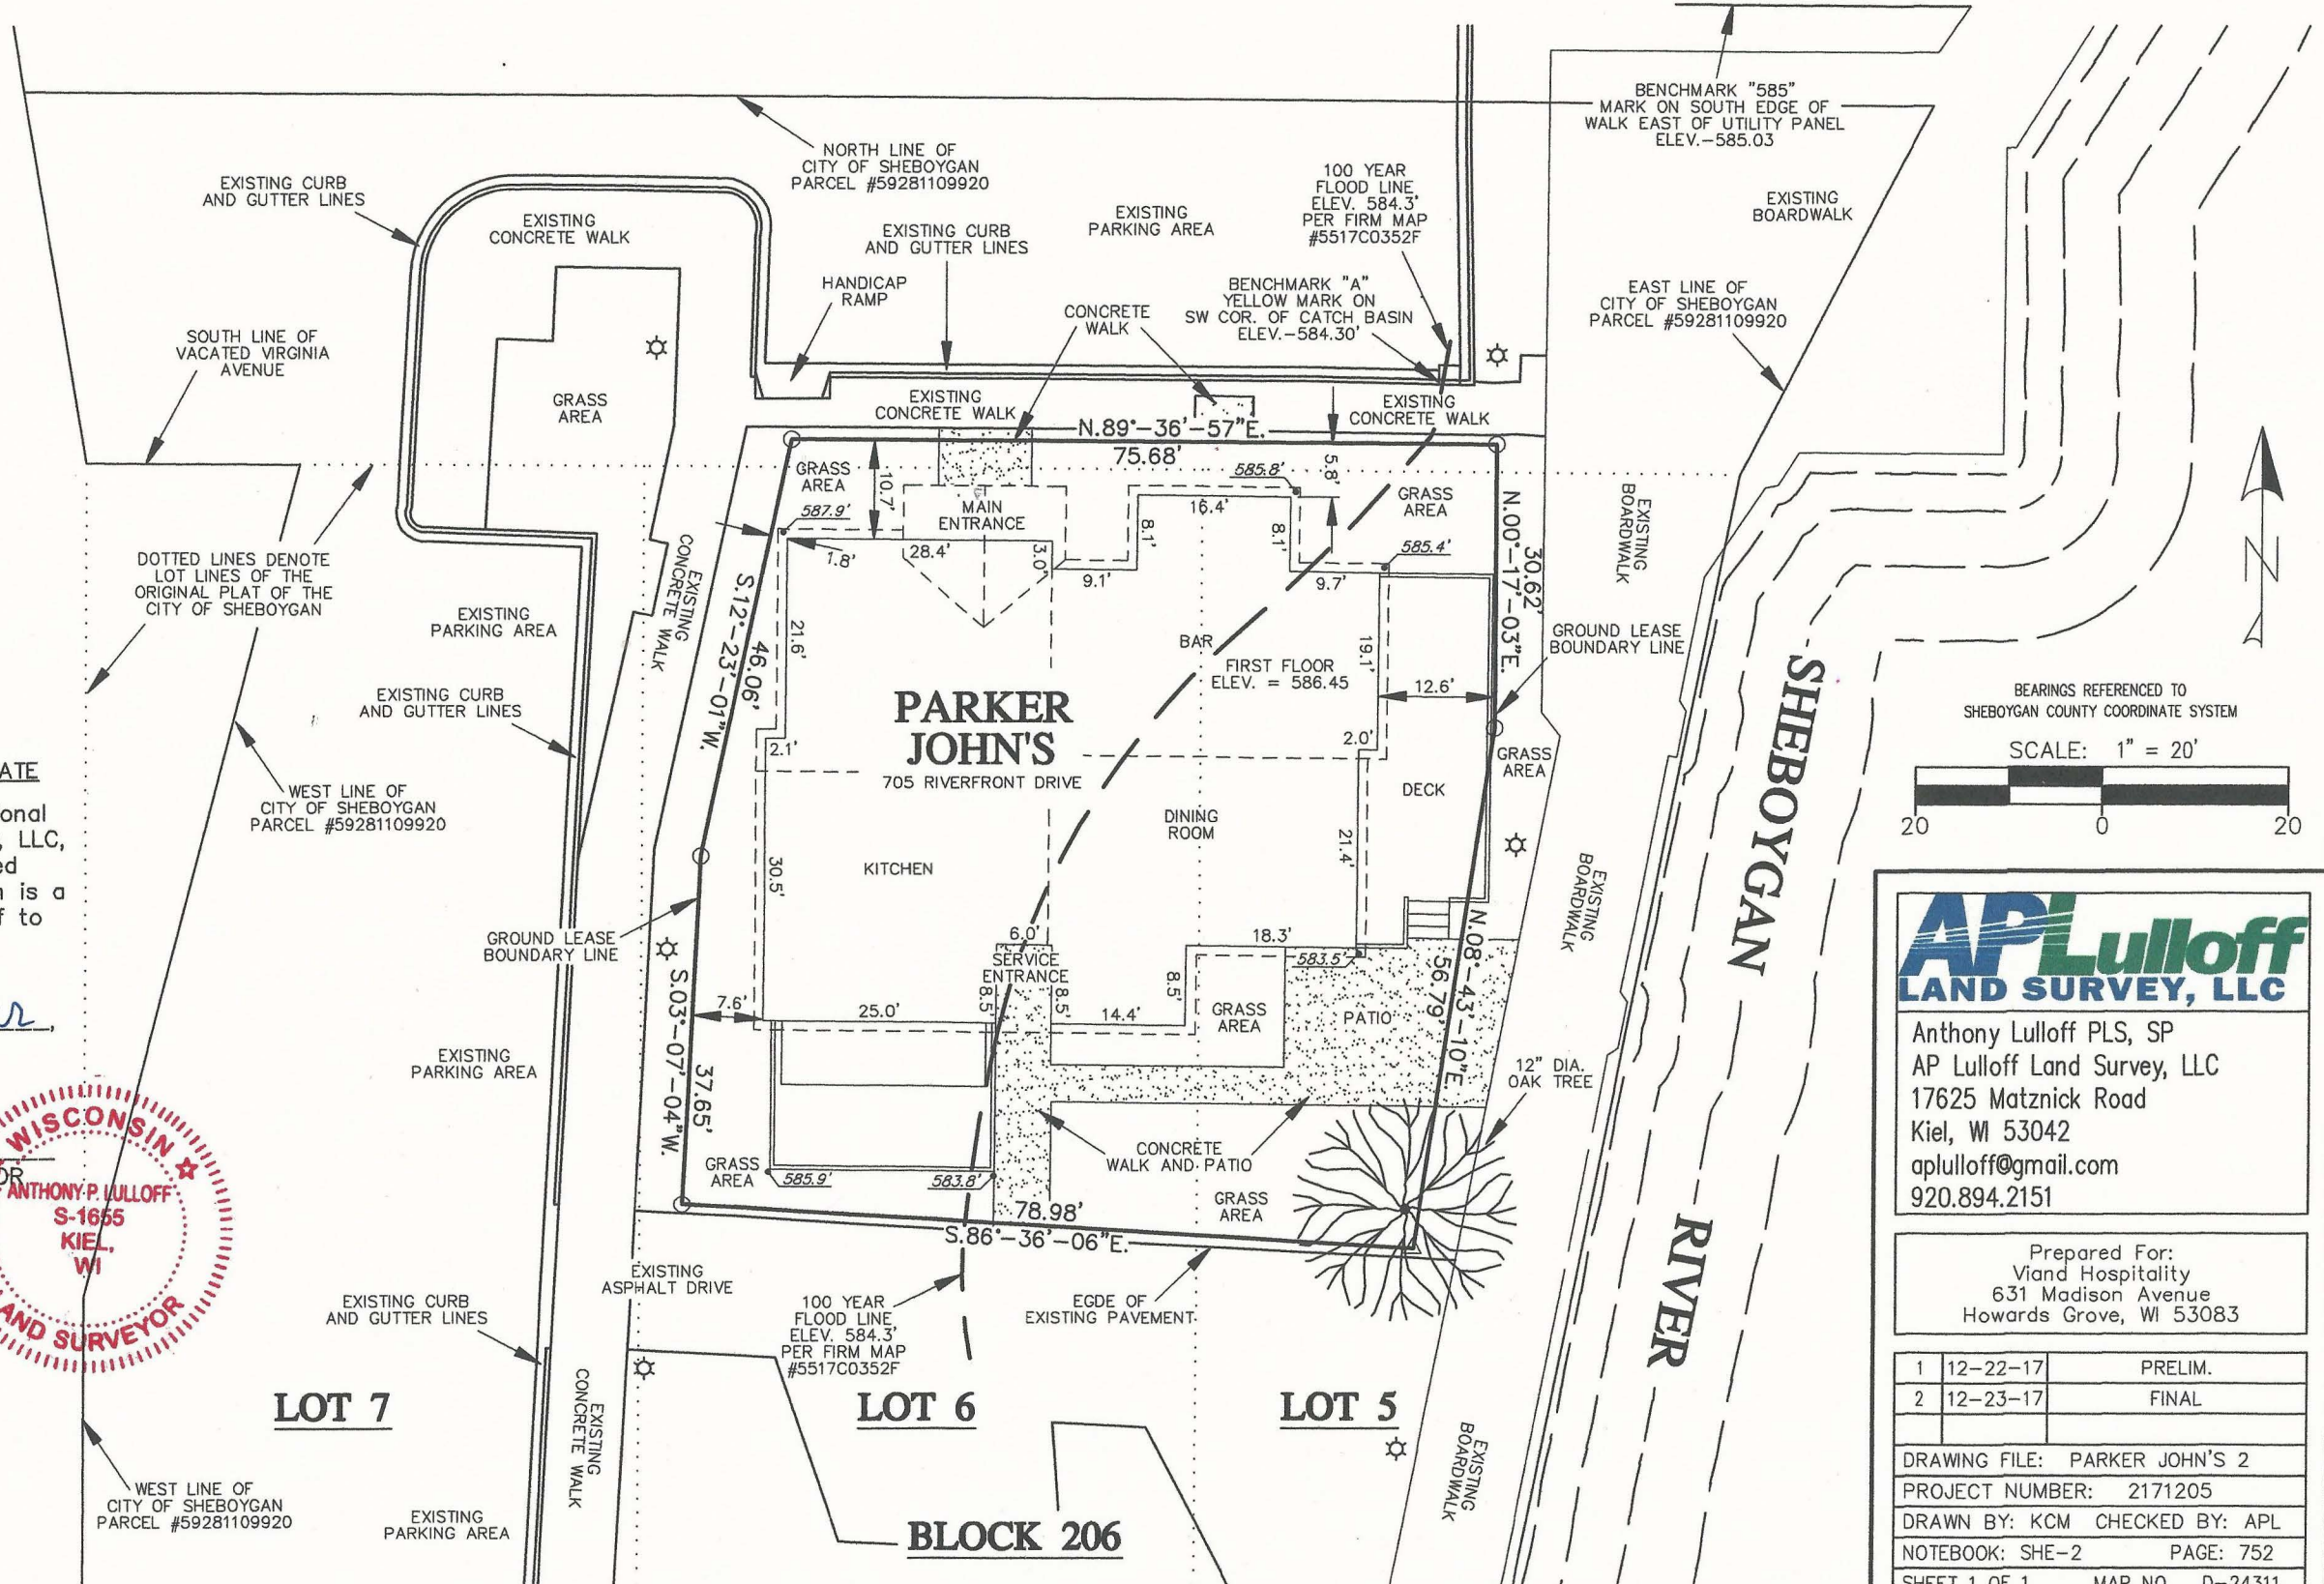 BENCHMARK "585"
MARK ON SOUTH EDGE OF
WALK EAST OF UTILITY PANEL
ELEV.-585.03
NORTH LINE OF
CITY OF SHEBOYGAN
PARCEL #59281109920
100 YEAR
FLOOD LINE
ELEV. 584.3'
PER FIRM MAP
#5517C0352F
EXISTING CURB
AND GUTTER LINES
EXISTING
CONCRETE WALK
EXISTING
PARKING AREA
EXISTING
BOARDWALK
EXISTING CURB
AND GUTTER LINES
HANDICAP
RAMP
BENCHMARK "A"
YELLOW MARK ON
SW COR. OF CATCH BASIN
ELEV.-584.30'
CONCRETE
WALK
EAST LINE OF
CITY OF SHEBOYGAN
PARCEL #59281109920
SOUTH LINE OF
VACATED VIRGINIA
AVENUE
GRASS
AREA
EXISTING
CONCRETE WALK
EXISTING
CONCRETE WALK
N.89°-36'-57"E.
75.68'
GRASS
AREA
10.7'
585.8'
5.8'
GRASS
AREA
587.9'
MAIN
ENTRANCE
16.4'
8.1'
8.1'
585.4'
1.8'
28.4'
3.0'
9.1'
9.7'
N.00°-17'-03"E.
30.62'
EXISTING
BOARDWALK
DOTTED LINES DENOTE
LOT LINES OF THE
ORIGINAL PLAT OF THE
CITY OF SHEBOYGAN
EXISTING
CONCRETE WALK
EXISTING
PARKING AREA
S.12°-23'-01"W.
46.06'
21.6'
BAR
FIRST FLOOR
ELEV. = 586.45
19.1'
12.6'
GROUND LEASE
BOUNDARY LINE
EXISTING CURB
AND GUTTER LINES
PARKER
JOHN'S
705 RIVERFRONT DRIVE
2.1'
2.0'
GRASS
AREA
DECK
SHEBOYGAN
RIVER
N
BEARINGS REFERENCED TO
SHEBOYGAN COUNTY COORDINATE SYSTEM
SCALE: 1" = 20'
20 0 20
WEST LINE OF
CITY OF SHEBOYGAN
PARCEL #59281109920
DINING
ROOM
KITCHEN
30.5'
21.4'
EXISTING
BOARDWALK
GROUND LEASE
BOUNDARY LINE
6.0'
SERVICE
ENTRANCE
18.3'
583.5'
N.08°-43'-10"E.
56.79'
7.6'
25.0'
8.5'
8.5'
14.4'
8.5'
GRASS
AREA
PATIO
S.03°-07'-04"W.
37.65'
EXISTING
PARKING AREA
12" DIA.
OAK TREE
CONCRETE
WALK AND PATIO
GRASS
AREA
585.9'
583.8'
GRASS
AREA
78.98'
S.86°-36'-06"E.
EXISTING
ASPHALT DRIVE
100 YEAR
FLOOD LINE
ELEV. 584.3'
PER FIRM MAP
#5517C0352F
EGDE OF
EXISTING PAVEMENT
EXISTING CURB
AND GUTTER LINES
LOT 7
LOT 6
LOT 5
EXISTING
CONCRETE WALK
EXISTING
BOARDWALK
WEST LINE OF
CITY OF SHEBOYGAN
PARCEL #59281109920
EXISTING
PARKING AREA
BLOCK 206
LLC,
is a
to
WISCONSIN
ANTHONY P. LULLOFF
S-1655
KIEL,
WI
LAND SURVEYOR
APLulloff
LAND SURVEY, LLC
Anthony Lulloff PLS, SP
AP Lulloff Land Survey, LLC
17625 Matznick Road
Kiel, WI 53042
aplulloff@gmail.com
920.894.2151
Prepared For:
Viand Hospitality
631 Madison Avenue
Howards Grove, WI 53083
1 12-22-17 PRELIM.
2 12-23-17 FINAL
DRAWING FILE: PARKER JOHN'S 2
PROJECT NUMBER: 2171205
DRAWN BY: KCM CHECKED BY: APL
NOTEBOOK: SHE-2 PAGE: 752
SHEET 1 OF 1 MAP NO. D-24311